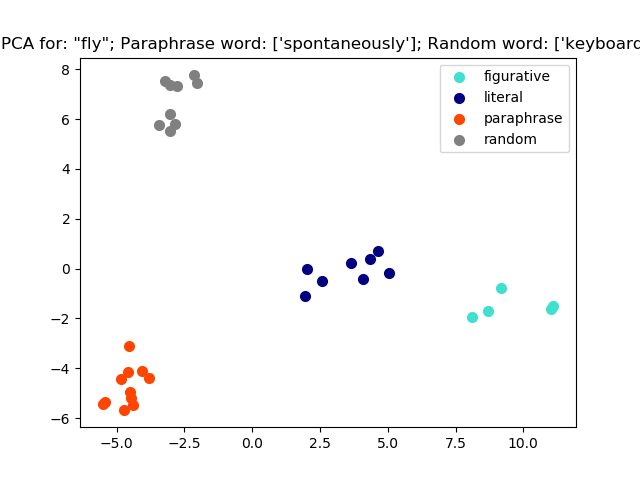 PCA for: "fly"; Paraphrase word: ['spontaneously']; Random word: ['keyboard
figurative
literal
paraphrase
random
8
6
4
2
0
−2
−4
−6
−5.0 −2.5 0.0 2.5 5.0 7.5 10.0